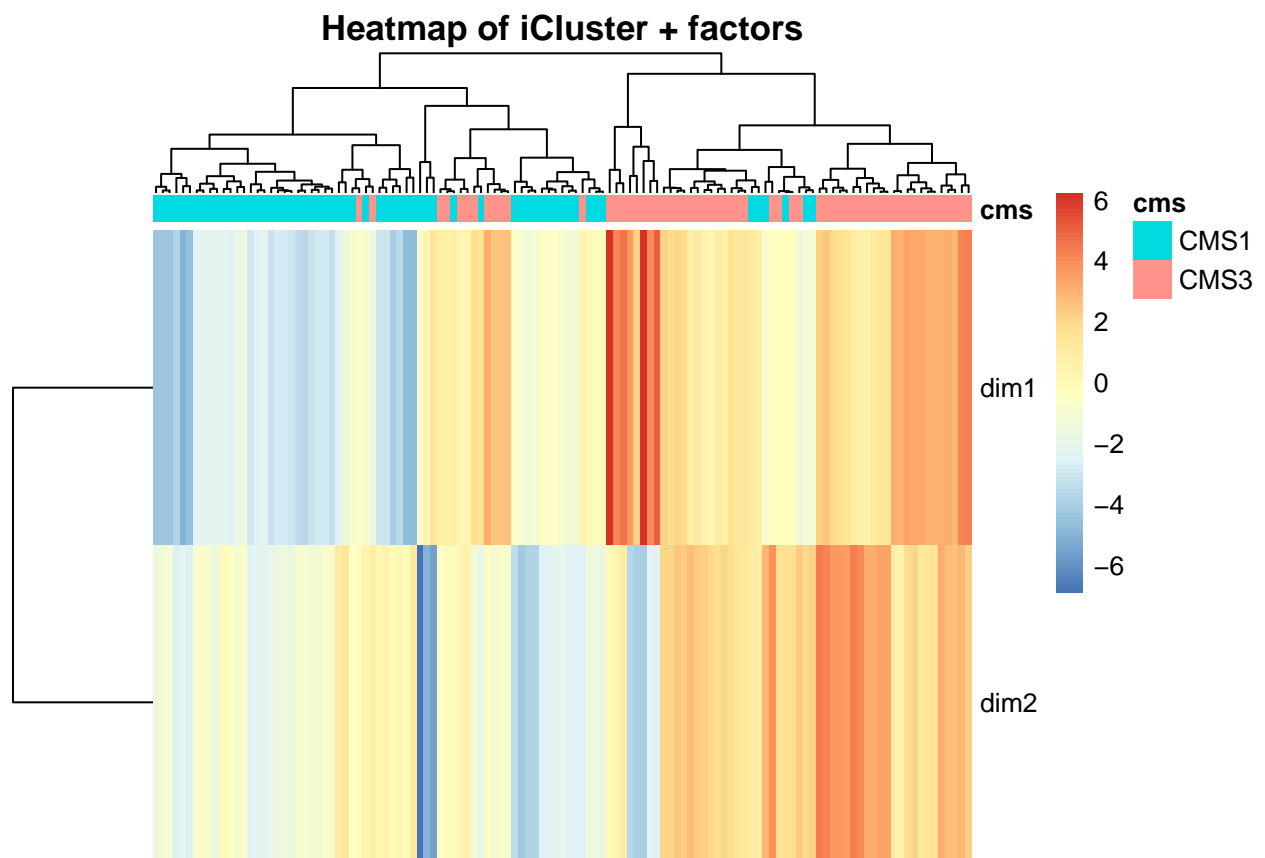 Heatmap of iCluster + factors
cms
cms
CMS1
CMS3
6
4
2
0
−2
−4
−6
dim1
dim2